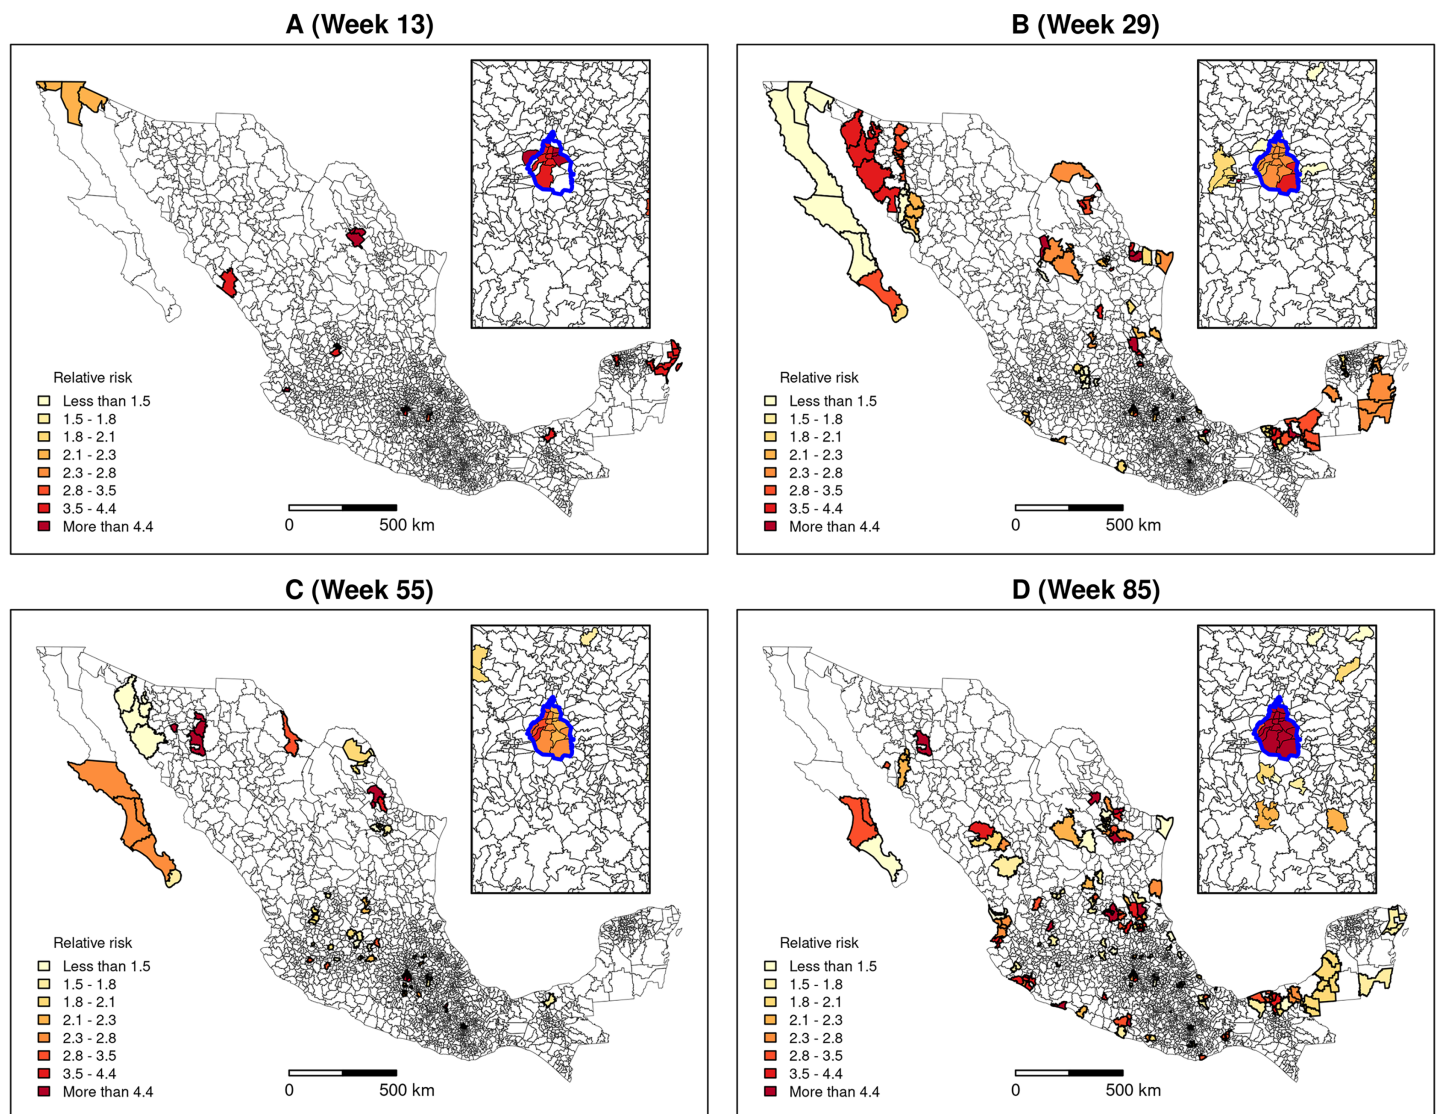 A (Week 13)
Relative risk
Less than 1.5
1.5 - 1.8
1.8 - 2.1
2.1 - 2.3
2.3 - 2.8
2.8 - 3.5
3.5 - 4.4
More than 4.4
0 500 km
B (Week 29)
Relative risk
Less than 1.5
1.5 - 1.8
1.8 - 2.1
2.1 - 2.3
2.3 - 2.8
2.8 - 3.5
3.5 - 4.4
More than 4.4
0 500 km
C (Week 55)
Relative risk
Less than 1.5
1.5 - 1.8
1.8 - 2.1
2.1 - 2.3
2.3 - 2.8
2.8 - 3.5
3.5 - 4.4
More than 4.4
0 500 km
D (Week 85)
Relative risk
Less than 1.5
1.5 - 1.8
1.8 - 2.1
2.1 - 2.3
2.3 - 2.8
2.8 - 3.5
3.5 - 4.4
More than 4.4
0 500 km